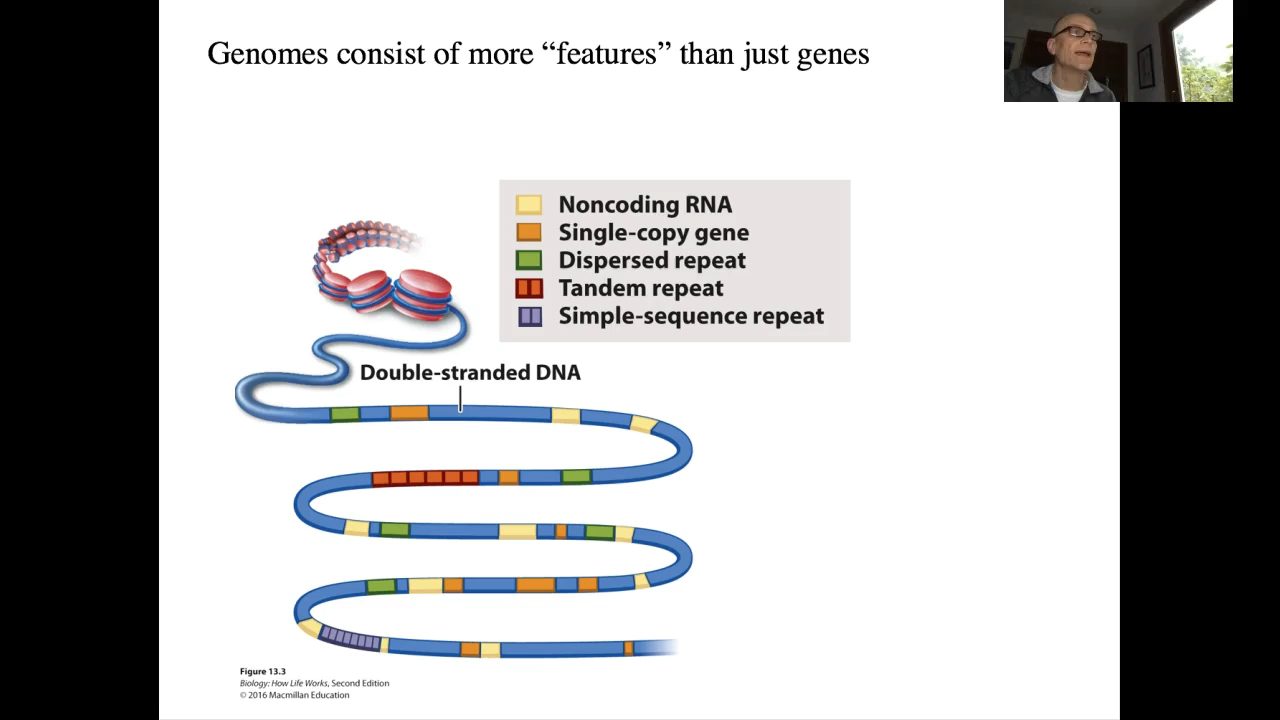 Genomes consist of more “features” than just genes
Noncoding RNA
Single-copy gene
Dispersed repeat
Tandem repeat
Simple-sequence repeat
Double-stranded DNA
Figure 13.3
Biology: How Life Works, Second Edition
© 2016 Macmillan Education